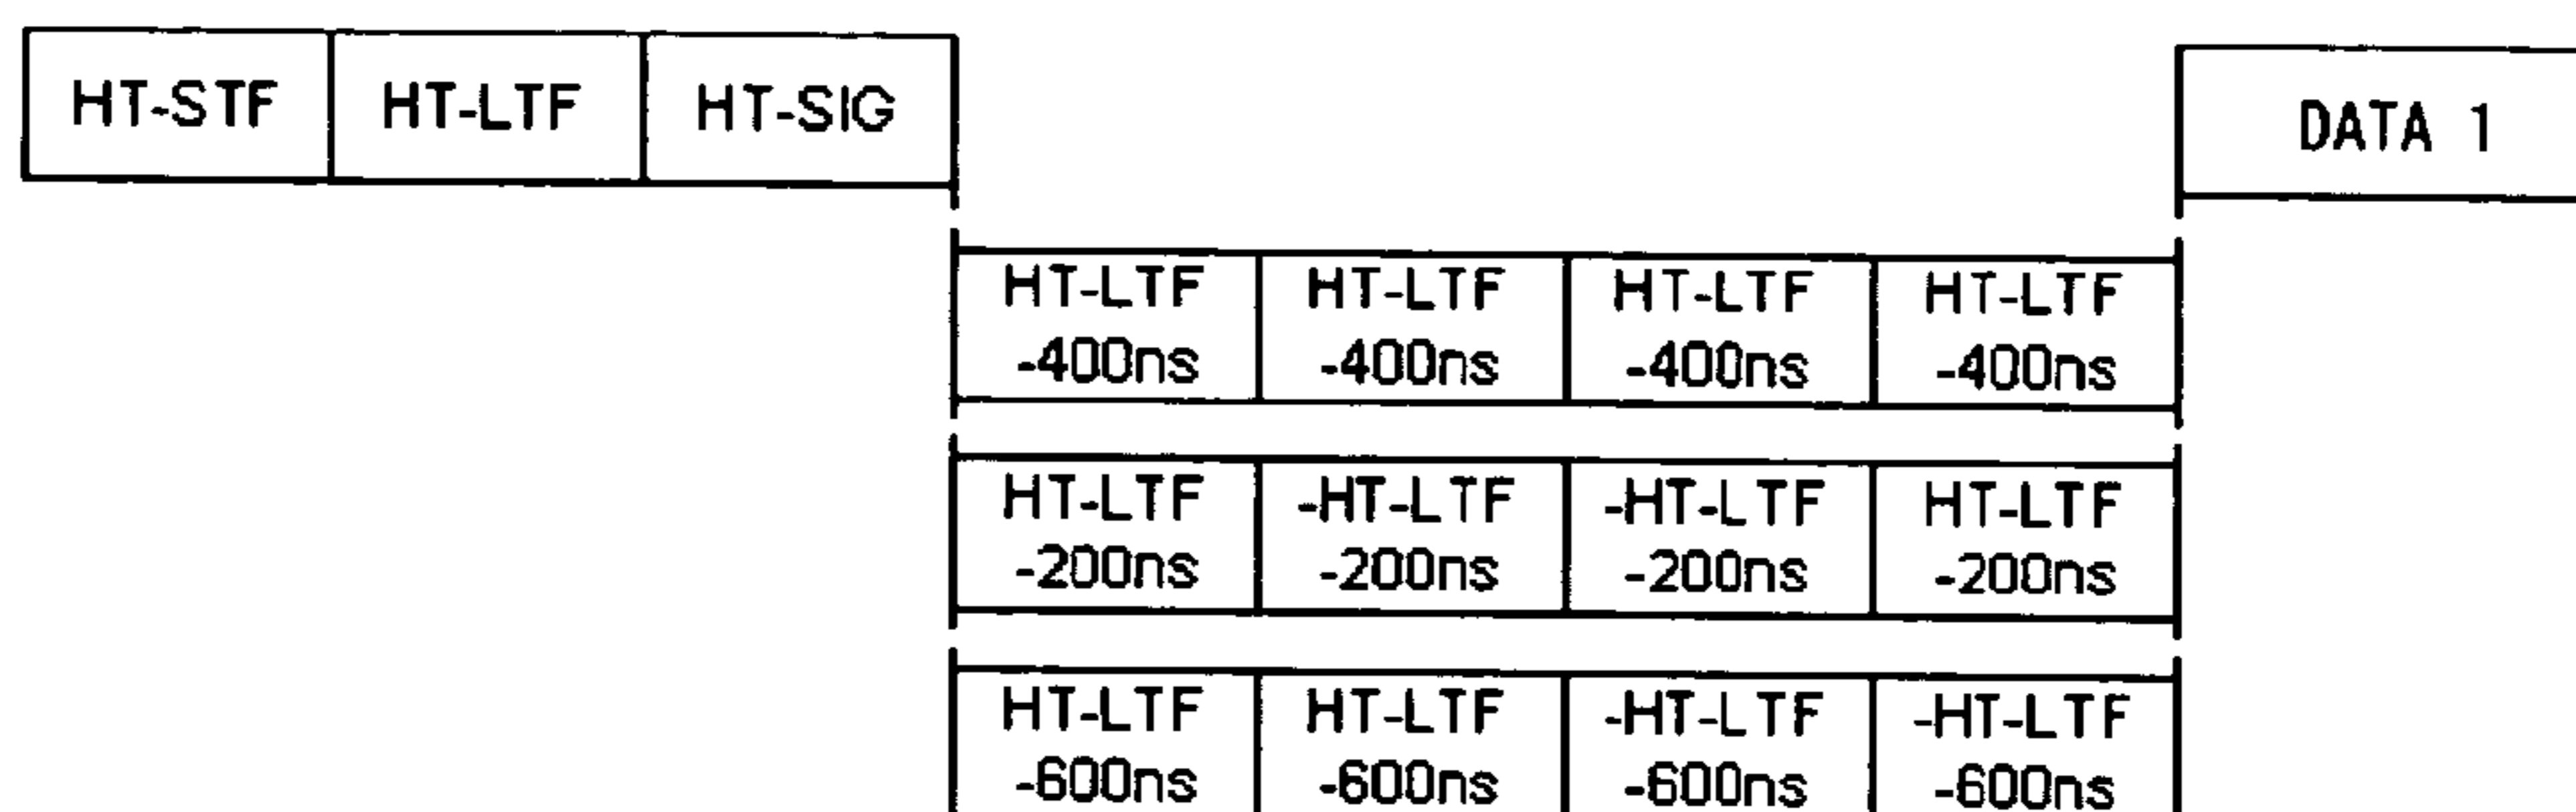 HT-STF HT-LTF HT-SIG DATA 1
HT-LTF HT-LTF HT-LTF HT-LTF
-400ns -400ns -400ns -400ns
HT-LTF -HT-LTF -HT-LTF HT-LTF
-200ns -200ns -200ns -200ns
HT-LTF HT-LTF -HT-LTF -HT-LTF
-600ns -600ns -600ns -600ns